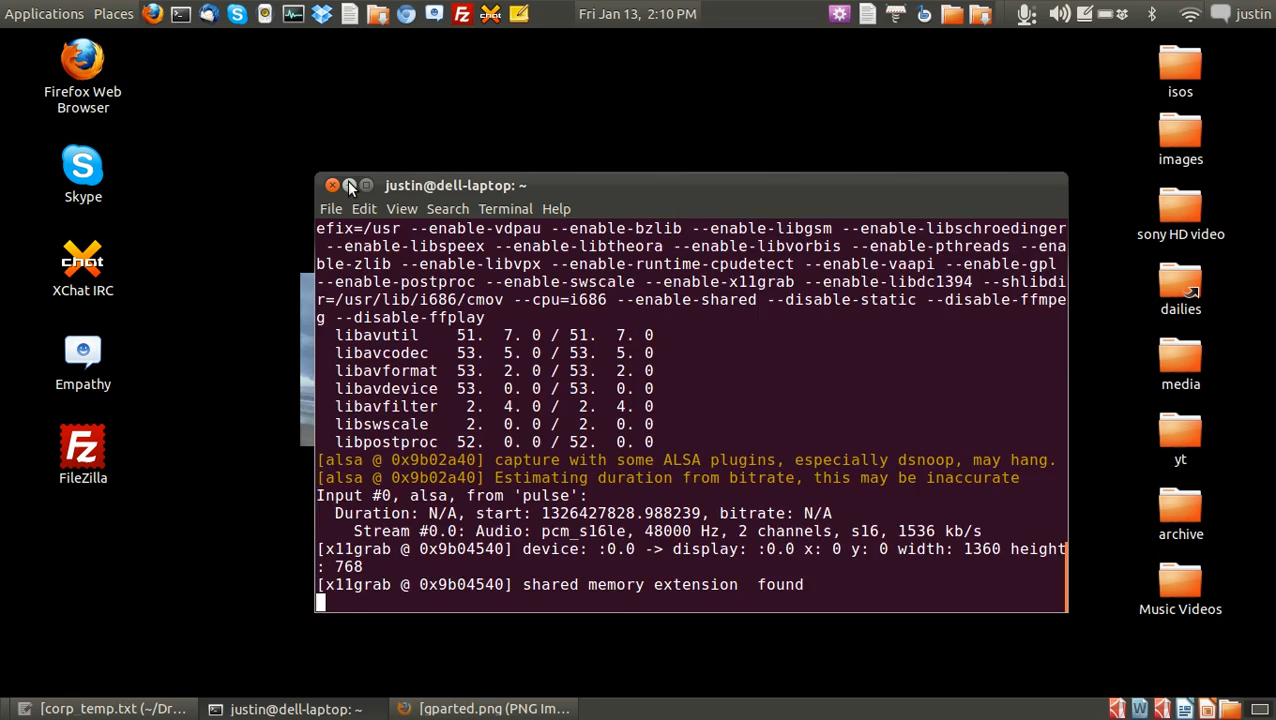 Applications Places
Fri Jan 13, 2:10 PM
justin
Firefox Web
Browser
Skype
chat
XChat IRC
Empathy
Fz
FileZilla
isos
images
sony HD video
dailies
media
yt
archive
Music Videos
justin@dell-laptop: ~
File Edit View Search Terminal Help
efix=/usr --enable-vdpau --enable-bzlib --enable-libgsm --enable-libschroedinger
--enable-libspeex --enable-libtheora --enable-libvorbis --enable-pthreads --ena
ble-zlib --enable-libvpx --enable-runtime-cpudetect --enable-vaapi --enable-gpl
--enable-postproc --enable-swscale --enable-x11grab --enable-libdc1394 --shlibdi
r=/usr/lib/i686/cmov --cpu=i686 --enable-shared --disable-static --disable-ffmpe
g --disable-ffplay
libavutil    51.  7. 0 / 51.  7. 0
libavcodec   53.  5. 0 / 53.  5. 0
libavformat  53.  2. 0 / 53.  2. 0
libavdevice  53.  0. 0 / 53.  0. 0
libavfilter   2.  4. 0 /  2.  4. 0
libswscale    2.  0. 0 /  2.  0. 0
libpostproc  52.  0. 0 / 52.  0. 0
[alsa @ 0x9b02a40] capture with some ALSA plugins, especially dsnoop, may hang.
[alsa @ 0x9b02a40] Estimating duration from bitrate, this may be inaccurate
Input #0, alsa, from 'pulse':
Duration: N/A, start: 1326427828.988239, bitrate: N/A
Stream #0.0: Audio: pcm_s16le, 48000 Hz, 2 channels, s16, 1536 kb/s
[x11grab @ 0x9b04540] device: :0.0 -> display: :0.0 x: 0 y: 0 width: 1360 height
: 768
[x11grab @ 0x9b04540] shared memory extension  found
[corp_temp.txt (~/Dr...
justin@dell-laptop: ~
[gparted.png (PNG Im...